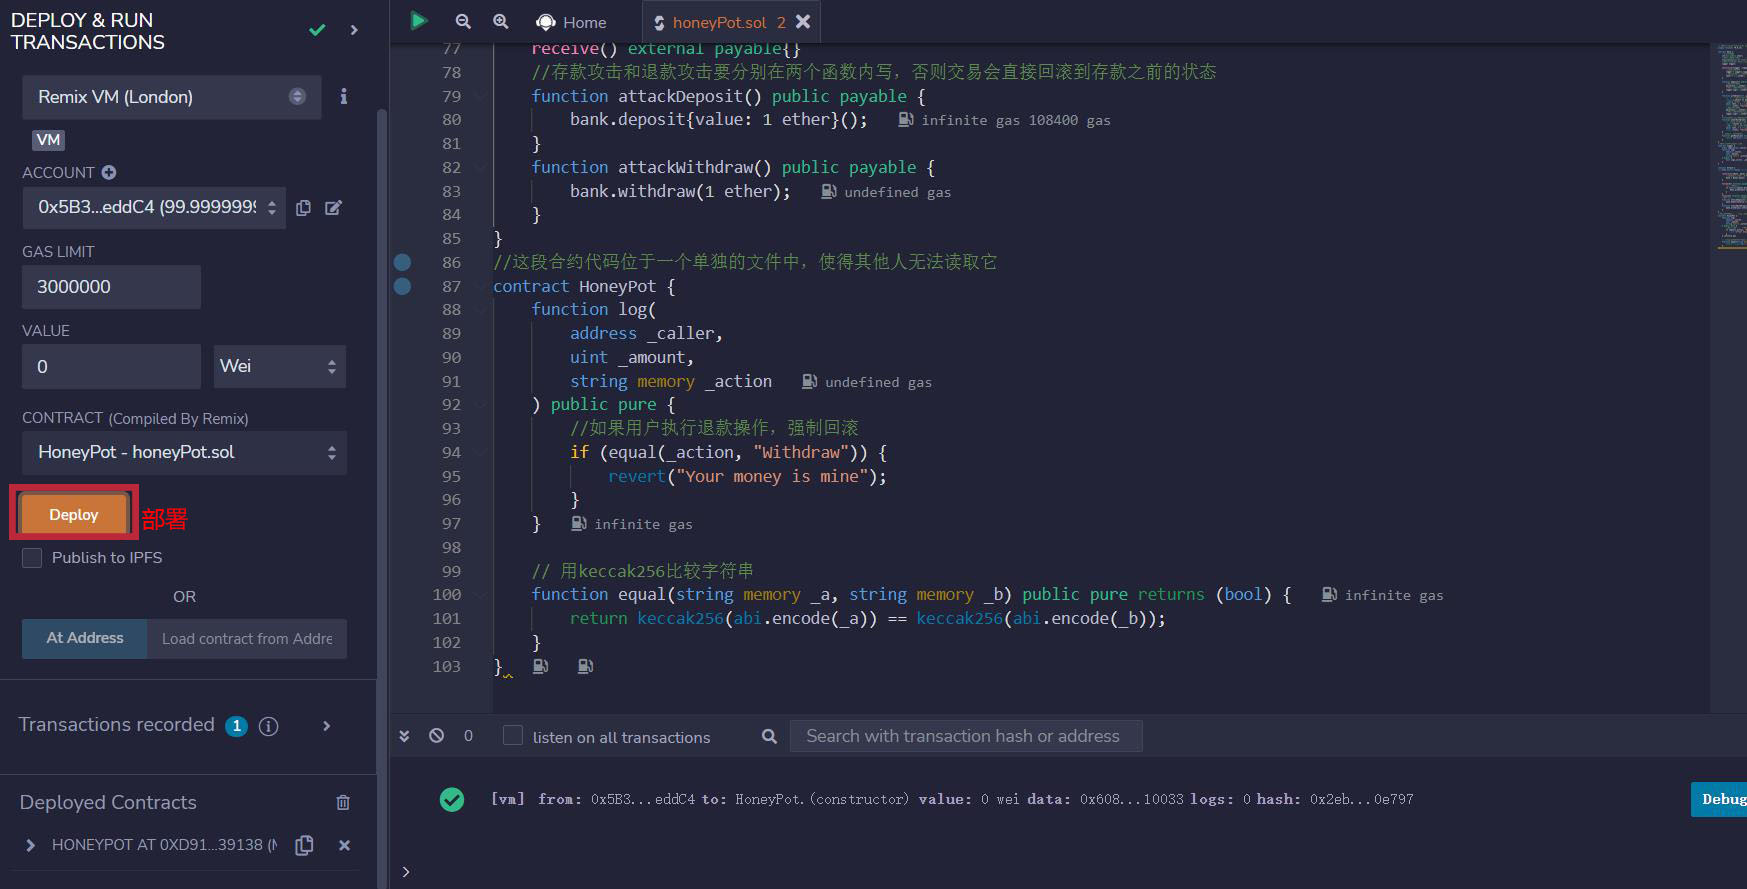 DEPLOY & RUN
TRANSACTIONS
Remix VM (London)
VM
ACCOUNT
0x5B3...eddC4 (99.9999999
GAS LIMIT
3000000
VALUE
0
Wei
CONTRACT (Compiled By Remix)
HoneyPot - honeyPot.sol
Deploy
部署
Publish to IPFS
OR
At Address
Load contract from Addre
Transactions recorded 1
Deployed Contracts
HONEYPOT AT 0XD91...39138 (M
Home
honeyPot.sol 2
77 receive() external payable{}
78 //存款攻击和退款攻击要分别在两个函数内写，否则交易会直接回滚到存款之前的状态
79 function attackDeposit() public payable {
80 bank.deposit{value: 1 ether}(); infinite gas 108400 gas
81 }
82 function attackWithdraw() public payable {
83 bank.withdraw(1 ether); undefined gas
84 }
85 }
86 //这段合约代码位于一个单独的文件中，使得其他人无法读取它
87 contract HoneyPot {
88 function log(
89 address _caller,
90 uint _amount,
91 string memory _action undefined gas
92 ) public pure {
93 //如果用户执行退款操作，强制回滚
94 if (equal(_action, "Withdraw")) {
95 revert("Your money is mine");
96 }
97 } infinite gas
98
99 // 用keccak256比较字符串
100 function equal(string memory _a, string memory _b) public pure returns (bool) { infinite gas
101 return keccak256(abi.encode(_a)) == keccak256(abi.encode(_b));
102 }
103 }
0
listen on all transactions
Search with transaction hash or address
[vm] from: 0x5B3...eddC4 to: HoneyPot.(constructor) value: 0 wei data: 0x608...10033 logs: 0 hash: 0x2eb...0e797
Debug
>